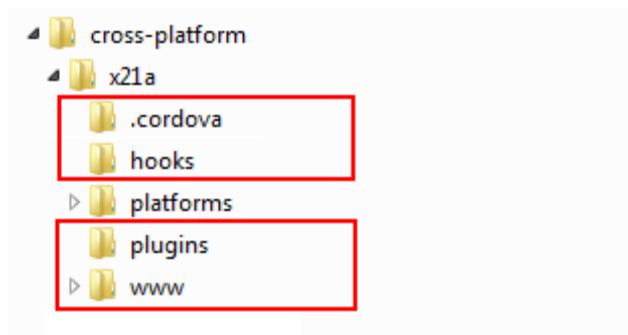 cross-platform
x21a
.cordova
hooks
platforms
plugins
www